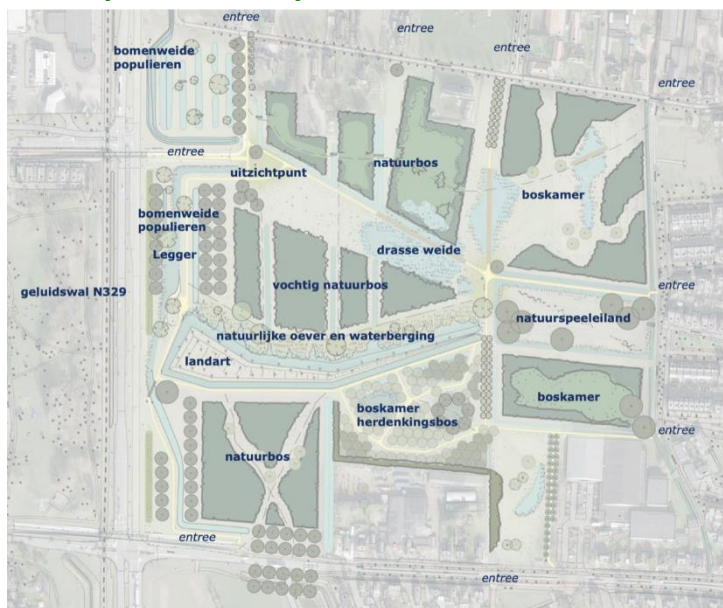 entree
entree
entree
bomenweide
populieren
entree
entree
natuurbos
uitzichtpunt
boskamer
bomenweide
populieren
drasse weide
Legger
vochtig natuurbos
entree
geluidswal N329
natuurspeeleiland
natuurlijke oever en waterberging
landart
boskamer
boskamer
herdenkingsbos
entree
natuurbos
entree
entree